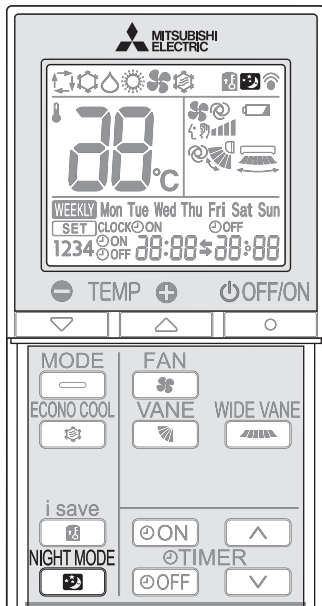 MITSUBISHI
ELECTRIC
88°C
WEEKLY Mon Tue Wed Thu Fri Sat Sun
SET CLOCK ON OFF
1234 ON OFF 88:88 88:88
TEMP OFF/ON
MODE FAN
ECONO COOL VANE WIDE VANE
i save
ON
NIGHT MODE TIMER
OFF